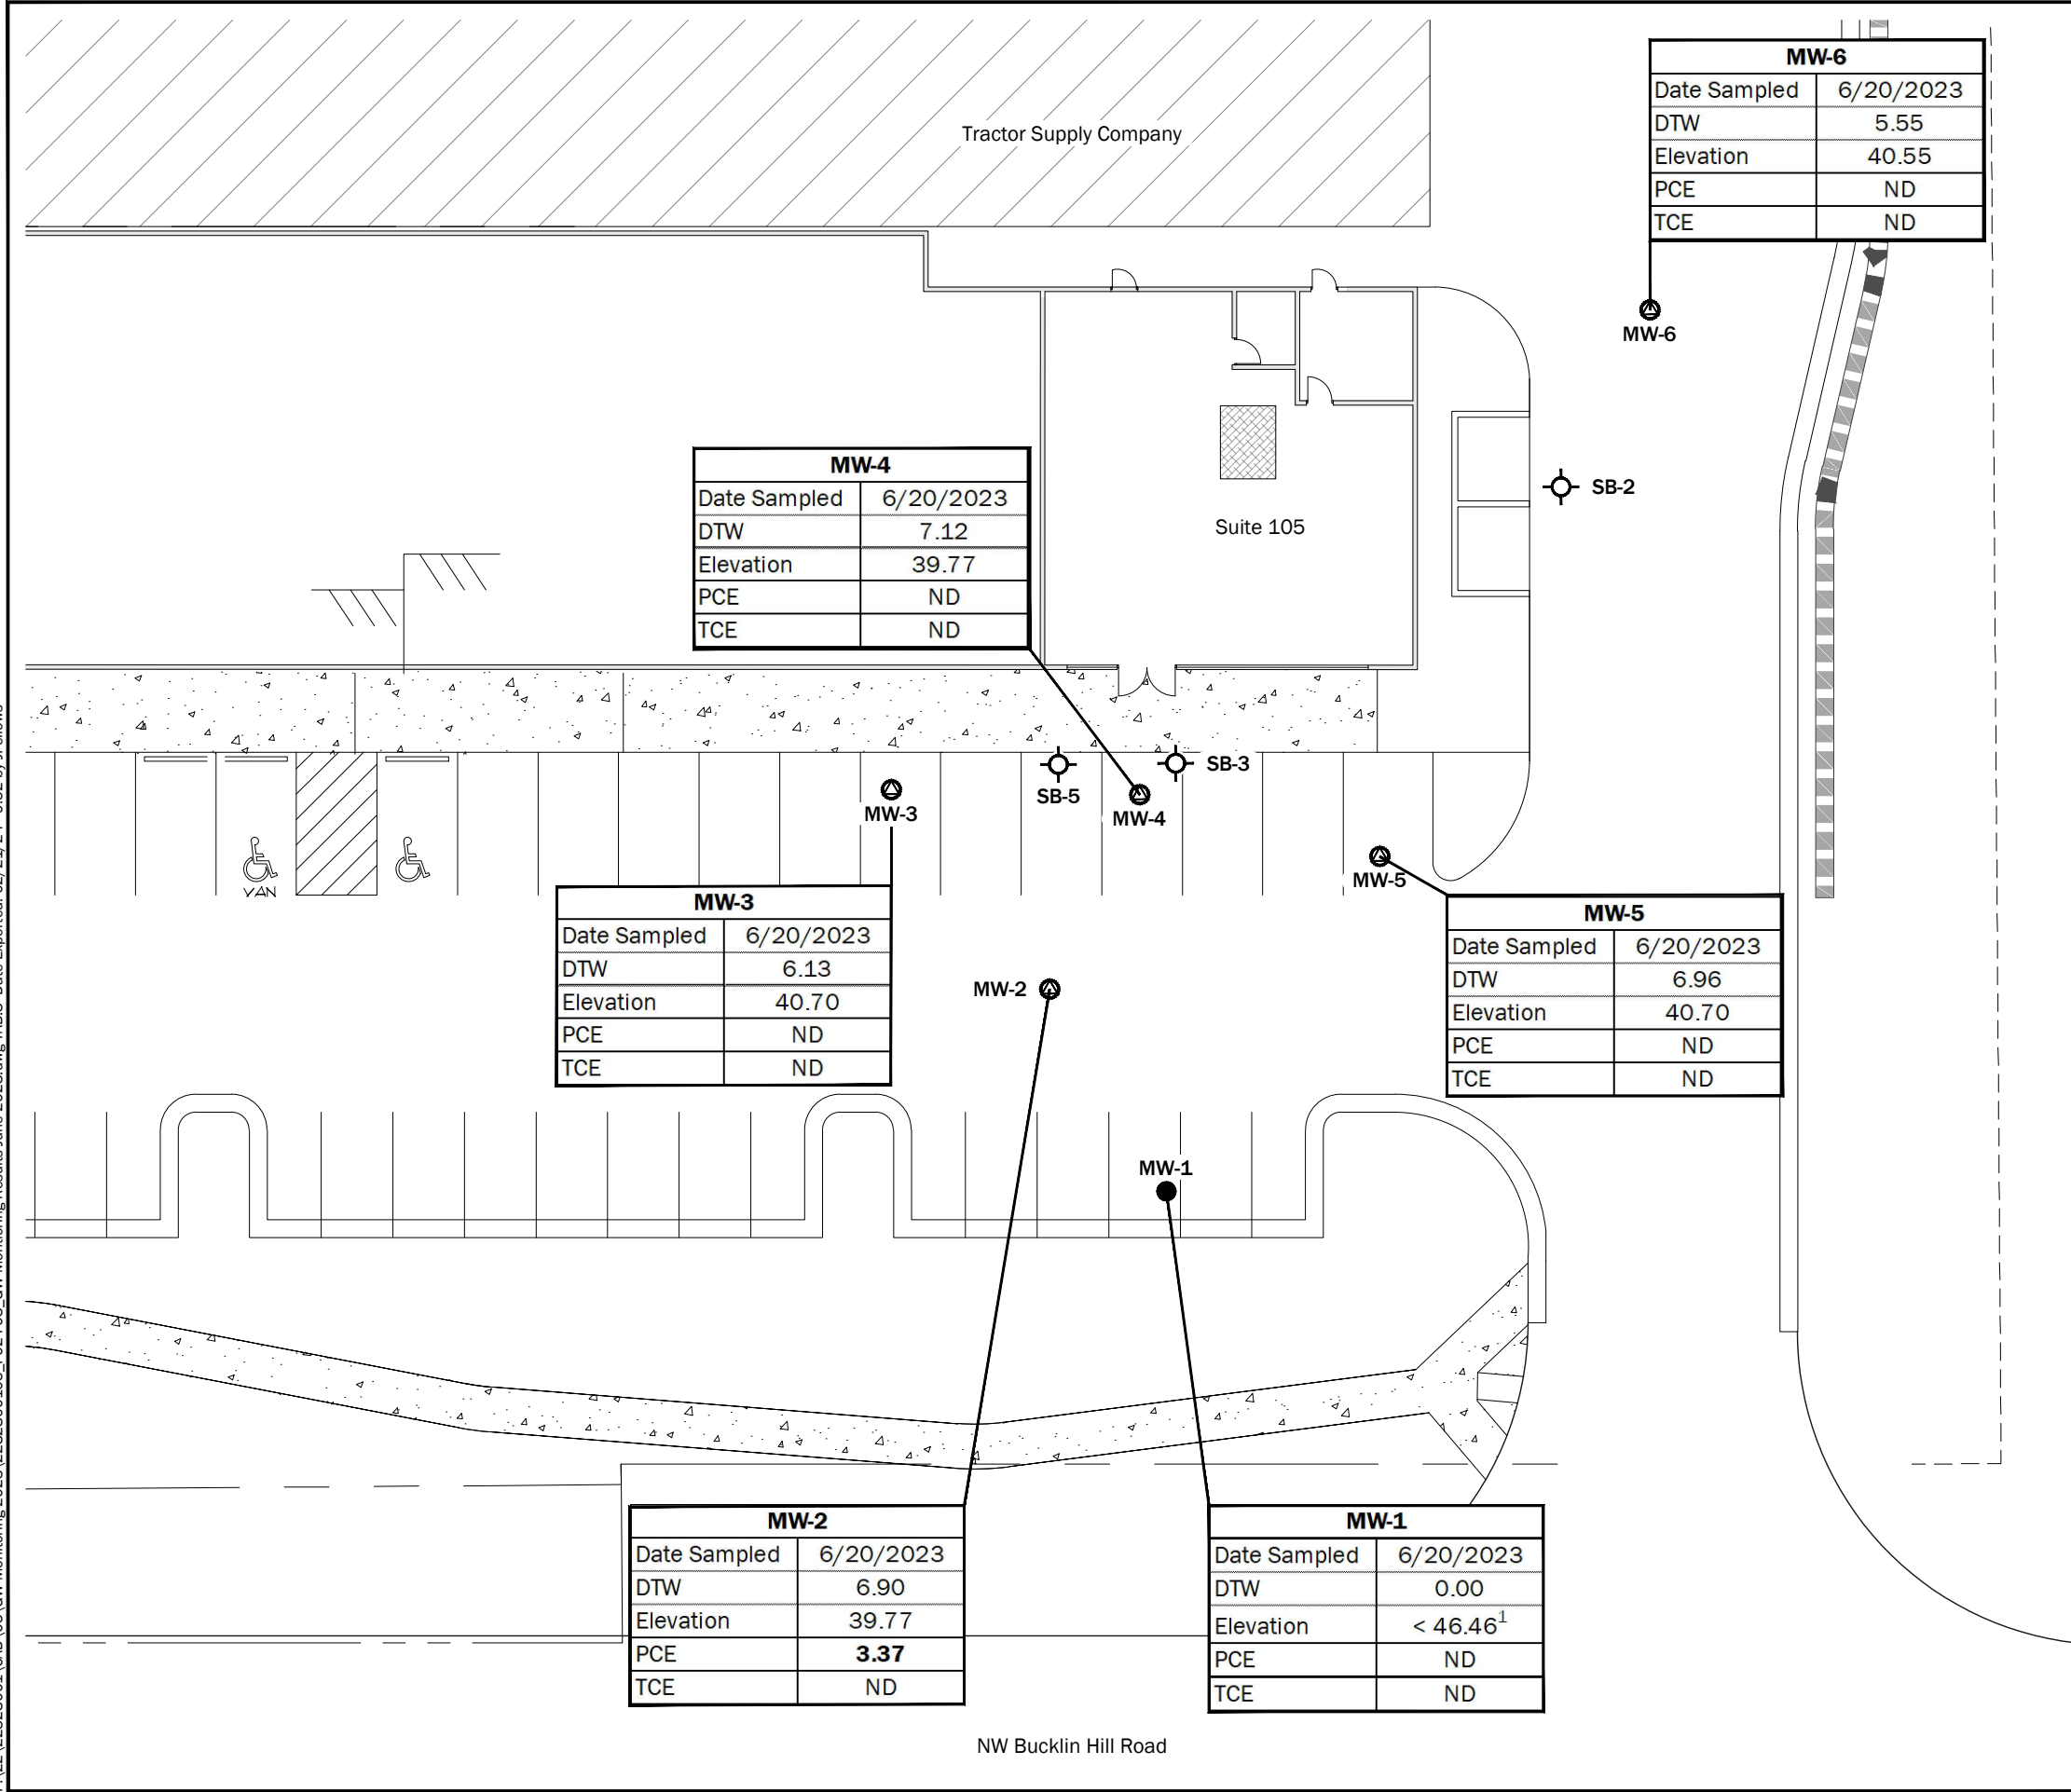 MW-6
Date Sampled 6/20/2023
DTW 5.55
Elevation 40.55
PCE ND
TCE ND
Tractor Supply Company
MW-6
MW-4
Date Sampled 6/20/2023
DTW 7.12
Elevation 39.77
PCE ND
TCE ND
SB-2
Suite 105
SB-3
SB-5
MW-3
MW-4
VAN
MW-5
MW-3
Date Sampled 6/20/2023
DTW 6.13
Elevation 40.70
PCE ND
TCE ND
MW-5
Date Sampled 6/20/2023
DTW 6.96
Elevation 40.70
PCE ND
TCE ND
MW-2
MW-1
MW-2
Date Sampled 6/20/2023
DTW 6.90
Elevation 39.77
PCE 3.37
TCE ND
MW-1
Date Sampled 6/20/2023
DTW 0.00
Elevation < 46.46¹
PCE ND
TCE ND
NW Bucklin Hill Road